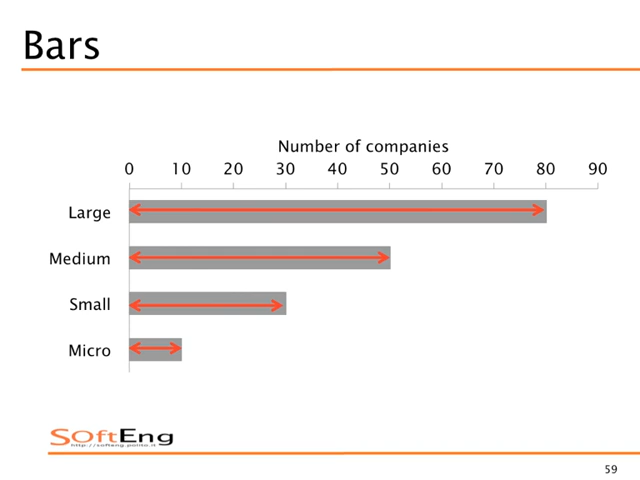 Bars
Number of companies
0 10 20 30 40 50 60 70 80 90
Large
Medium
Small
Micro
SOftEng
http://softeng.polito.it
59